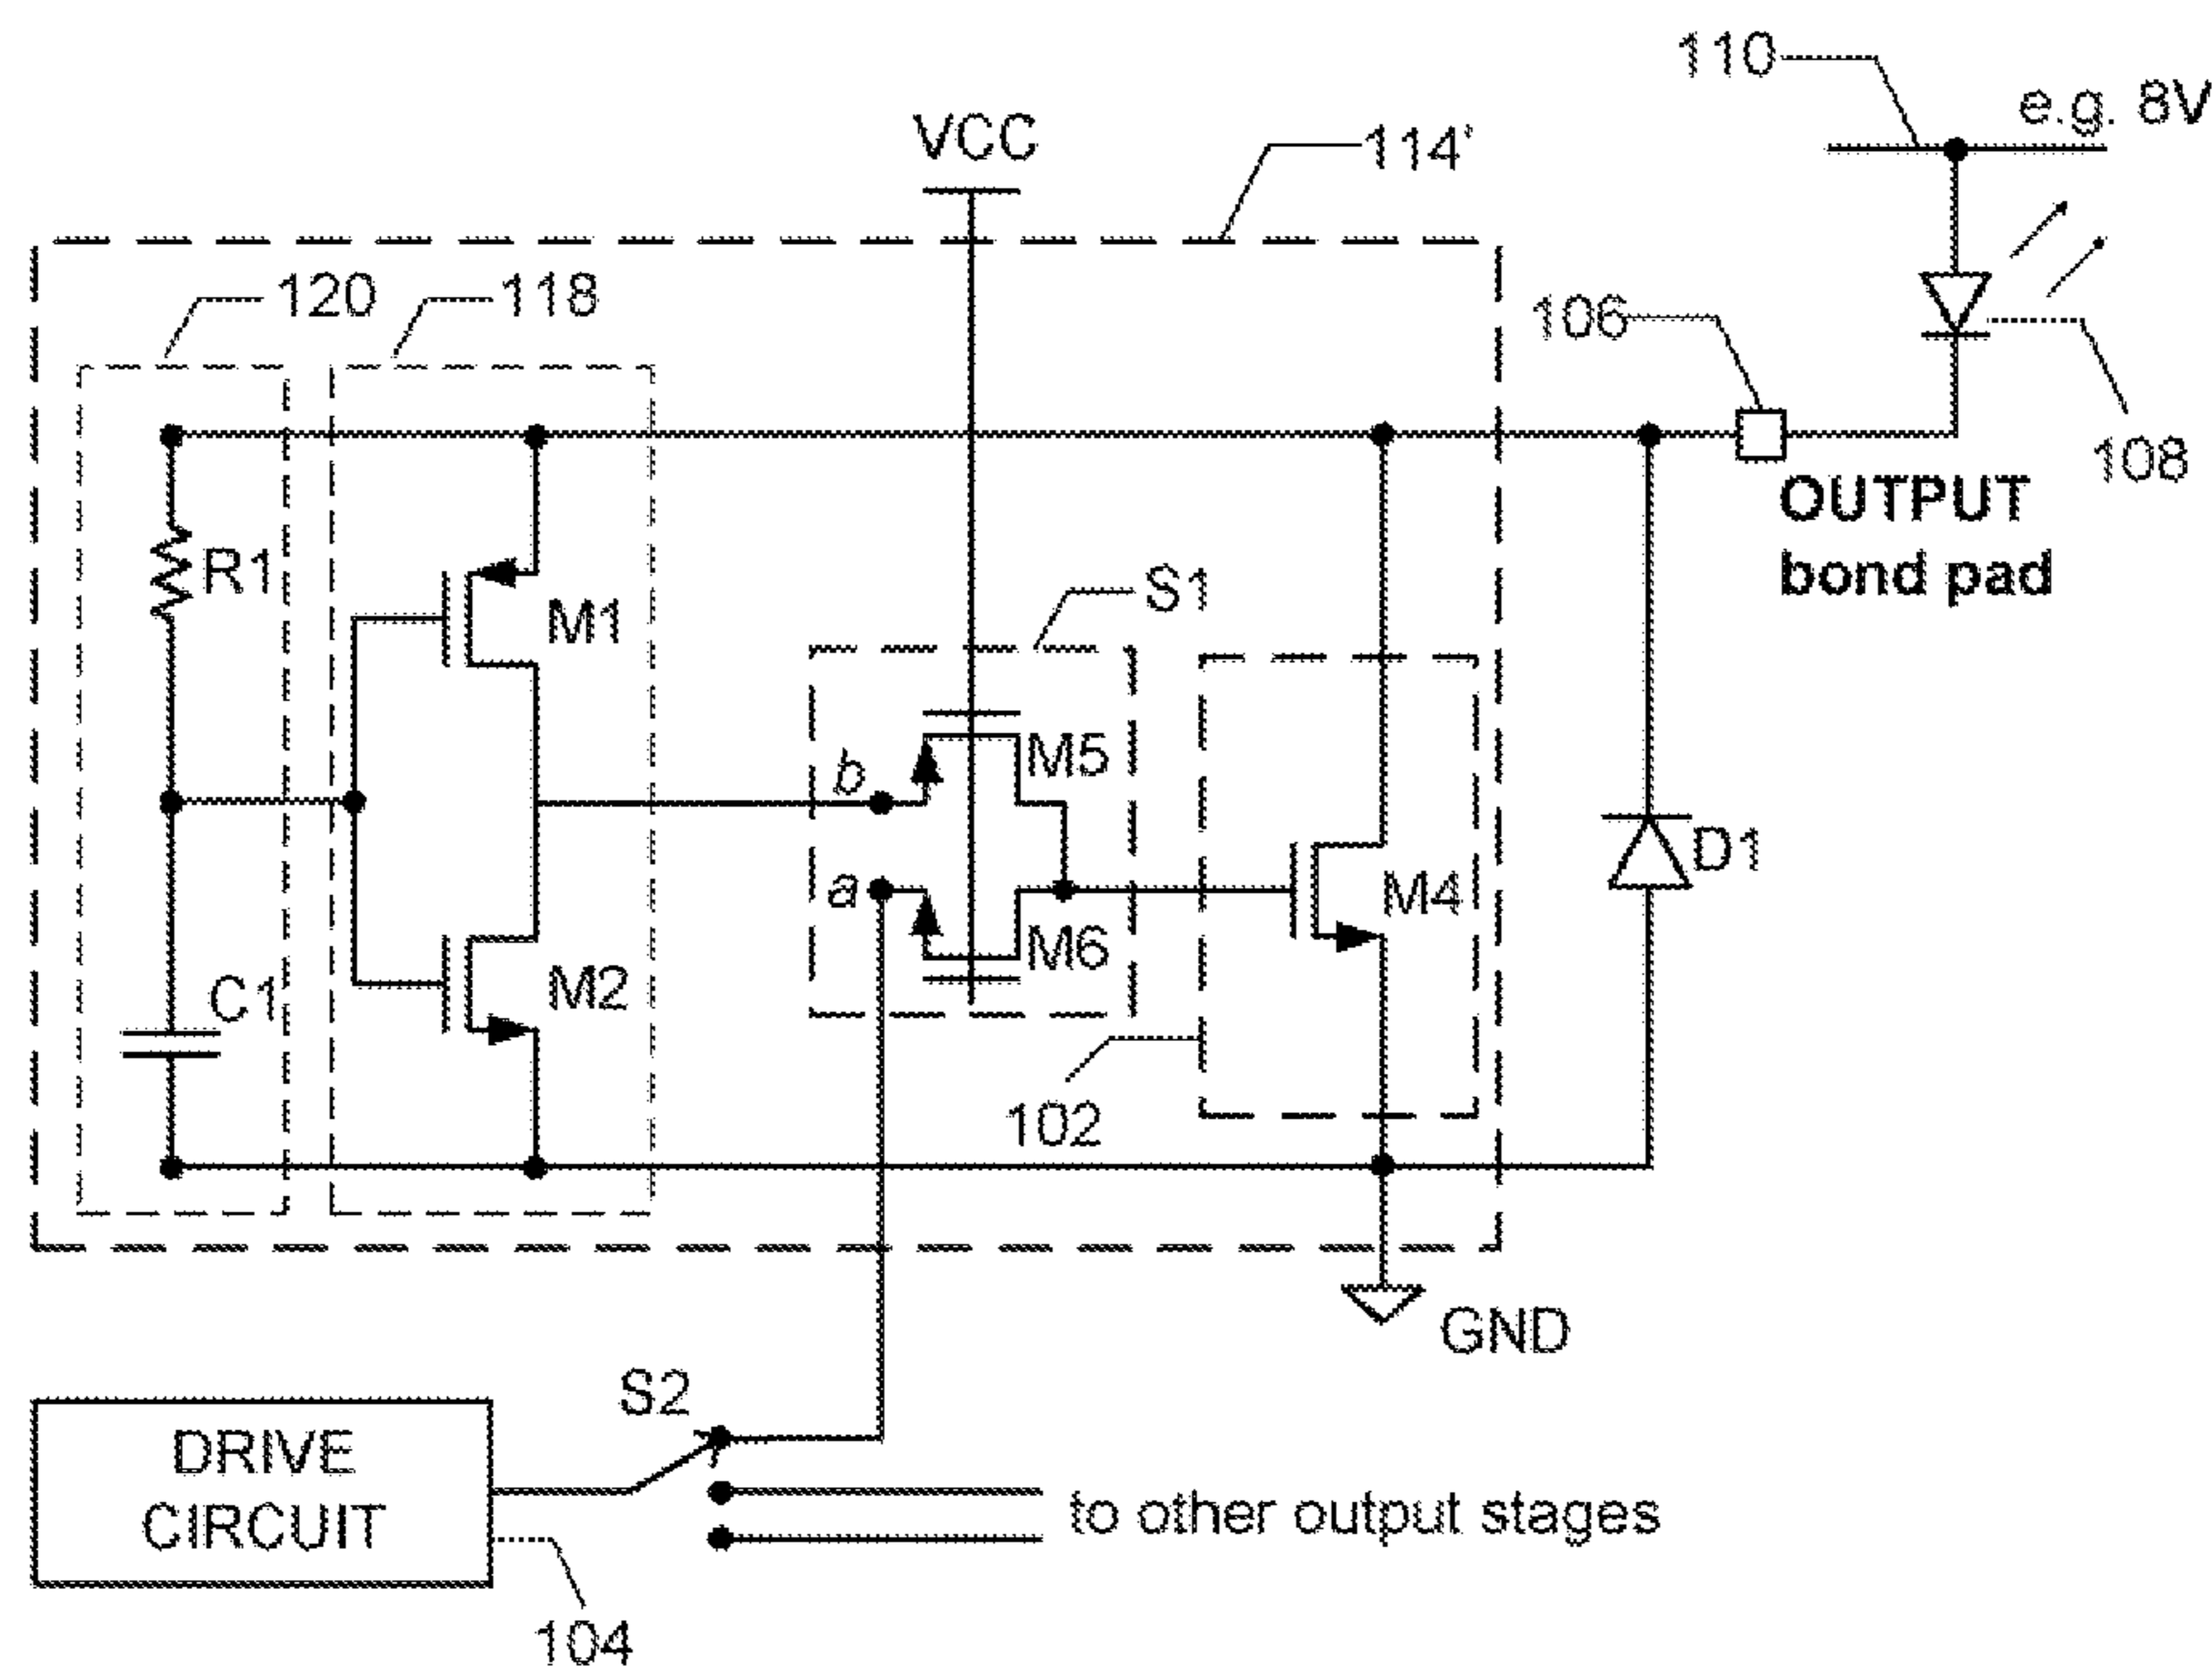 110
e.g. 8V
VCC
114'
120
118
106
108
OUTPUT
bond pad
R1
M1
S1
M5
b
a
M4
D1
M6
M2
C1
102
GND
S2
DRIVE
CIRCUIT
to other output stages
104